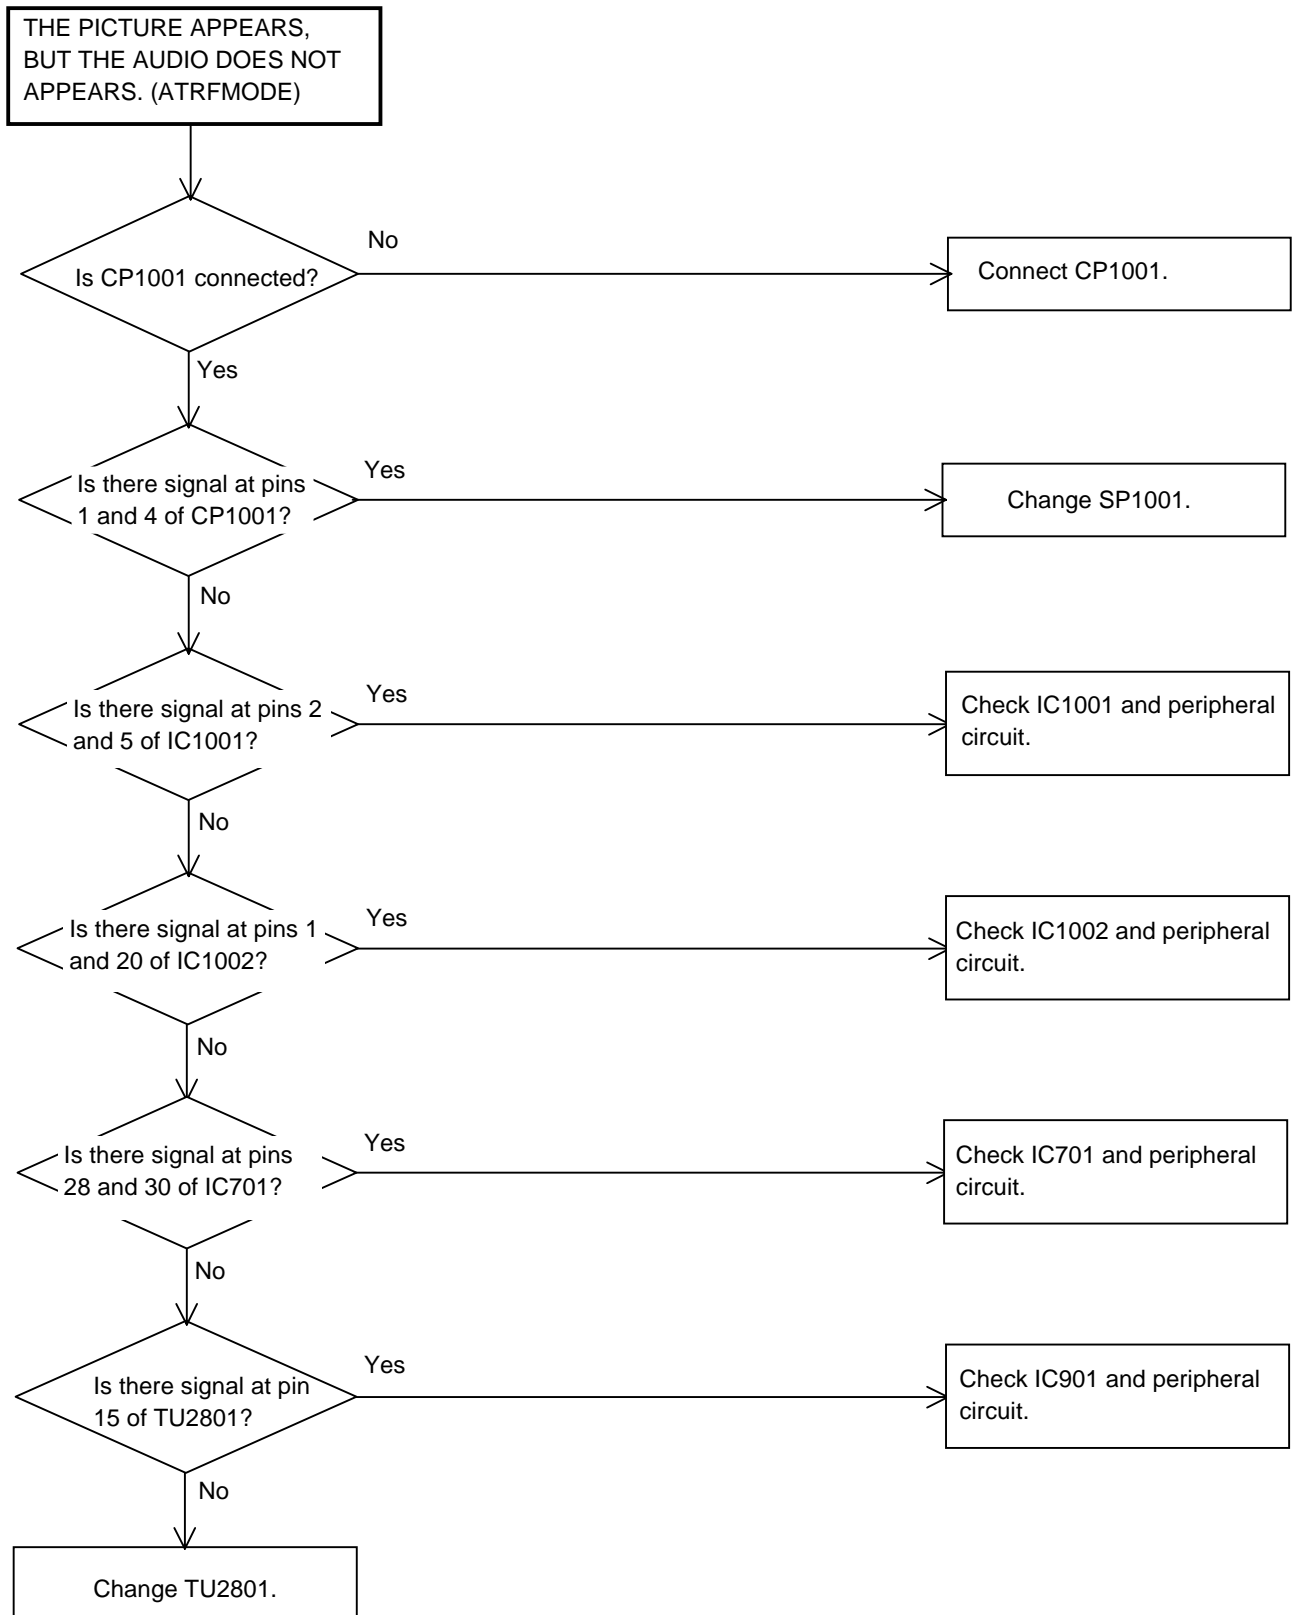 THE PICTURE APPEARS,
BUT THE AUDIO DOES NOT
APPEARS. (ATRFMODE)
No
Is CP1001 connected?
Connect CP1001.
Yes
Is there signal at pins
1 and 4 of CP1001?
Yes
Change SP1001.
No
Is there signal at pins 2
and 5 of IC1001?
Yes
Check IC1001 and peripheral
circuit.
No
Is there signal at pins 1
and 20 of IC1002?
Yes
Check IC1002 and peripheral
circuit.
No
Is there signal at pins
28 and 30 of IC701?
Yes
Check IC701 and peripheral
circuit.
No
Is there signal at pin
15 of TU2801?
Yes
Check IC901 and peripheral
circuit.
No
Change TU2801.